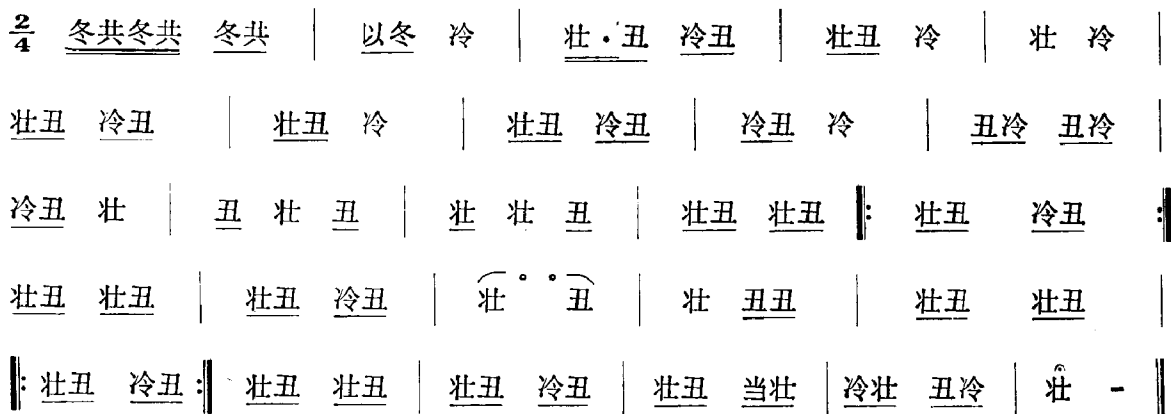 2/4 冬共冬共 冬共 | 以冬 冷 | 壮·丑 冷丑 | 壮丑 冷 | 壮 冷 |
壮丑 冷丑 | 壮丑 冷 | 壮丑 冷丑 | 冷丑 冷 | 丑冷 丑冷 |
冷丑 壮 | 丑 壮 丑 | 壮 壮 丑 | 壮丑 壮丑 ‖: 壮丑 冷丑 :‖
壮丑 壮丑 | 壮丑 冷丑 | 壮 丑 | 壮 丑丑 | 壮丑 壮丑 |
‖: 壮丑 冷丑 :‖ 壮丑 壮丑 | 壮丑 冷丑 | 壮丑 当壮 | 冷壮 丑冷 | 壮 - ‖